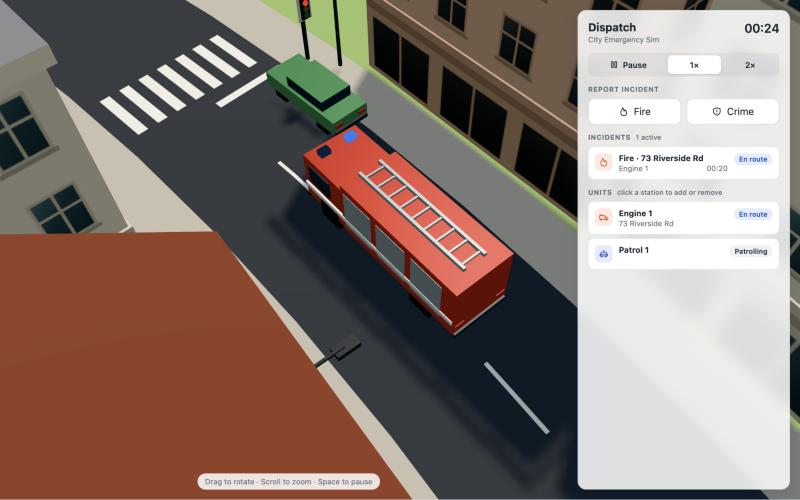 Dispatch
00:24
City Emergency Sim
Pause
1×
2×
REPORT INCIDENT
Fire
Crime
INCIDENTS 1 active
Fire · 73 Riverside Rd
En route
Engine 1
00:20
UNITS click a station to add or remove
Engine 1
En route
73 Riverside Rd
Patrol 1
Patrolling
Drag to rotate · Scroll to zoom · Space to pause